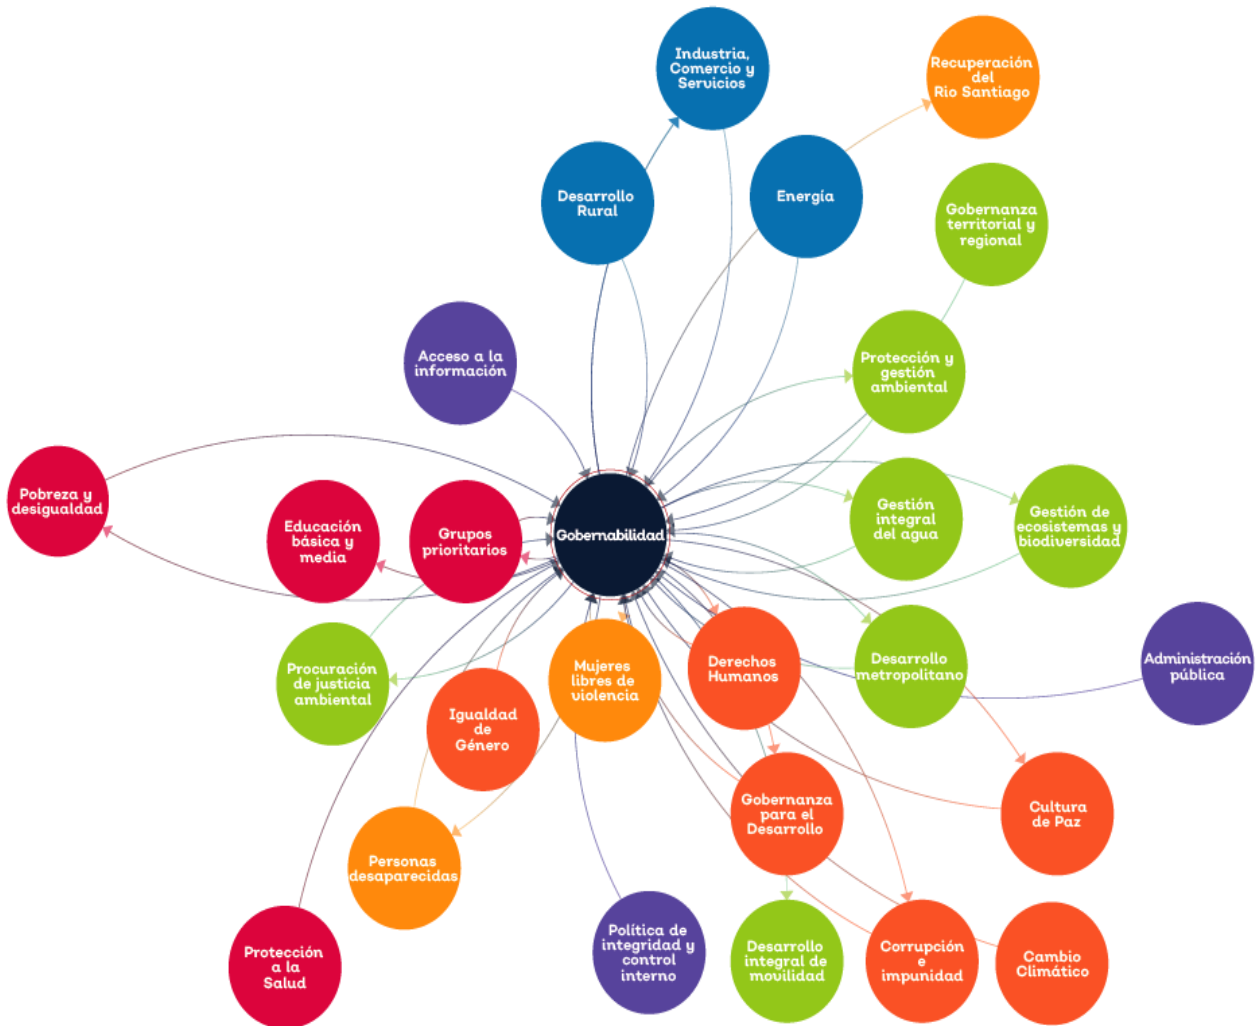 Industria,
Comercio y
Servicios
Recuperación
del
Rio Santiago
Desarrollo
Rural
Energía
Gobernanza
territorial y
regional
Acceso a la
información
Protección y
gestión
ambiental
Pobreza y
desigualdad
Educación
básica y
media
Grupos
prioritarios
Gobernabilidad
Gestión
integral
del agua
Gestión de
ecosistemas y
biodiversidad
Procuración
de justicia
ambiental
Igualdad
de
Género
Mujeres
libres de
violencia
Derechos
Humanos
Desarrollo
metropolitano
Administración
pública
Personas
desaparecidas
Gobernanza
para el
Desarrollo
Cultura
de Paz
Protección
a la
Salud
Política de
integridad y
control
interno
Desarrollo
integral de
movilidad
Corrupción
e
impunidad
Cambio
Climático